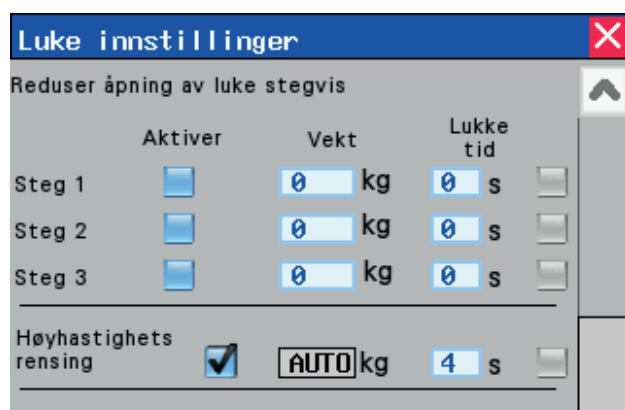 Luke innstillinger
Reduser åpning av luke stegvis
Aktiver Vekt Lukke tid
Steg 1 0 kg 0 s
Steg 2 0 kg 0 s
Steg 3 0 kg 0 s
Høyhastighets
rensing AUTO kg 4 s